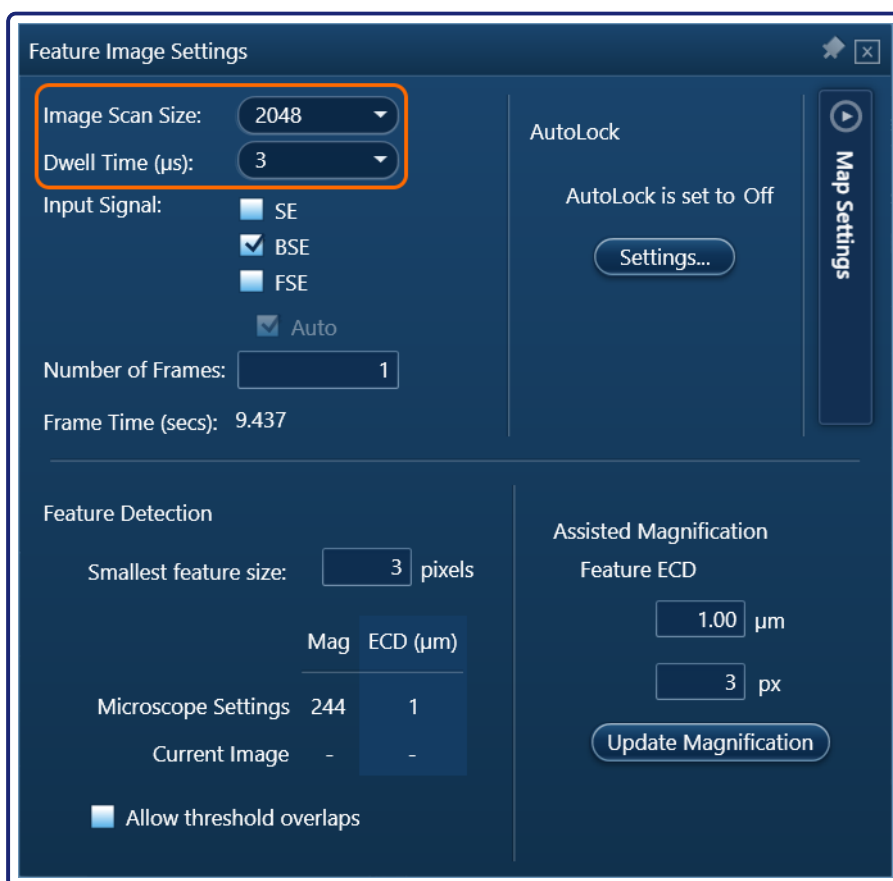 Feature Image Settings
Image Scan Size: 2048
Dwell Time (µs): 3
Input Signal:
SE
BSE
FSE
Auto
Number of Frames: 1
Frame Time (secs): 9.437
AutoLock
AutoLock is set to Off
Settings...
Map Settings
Feature Detection
Smallest feature size: 3 pixels
Mag ECD (µm)
Microscope Settings 244 1
Current Image - -
Allow threshold overlaps
Assisted Magnification
Feature ECD
1.00 µm
3 px
Update Magnification